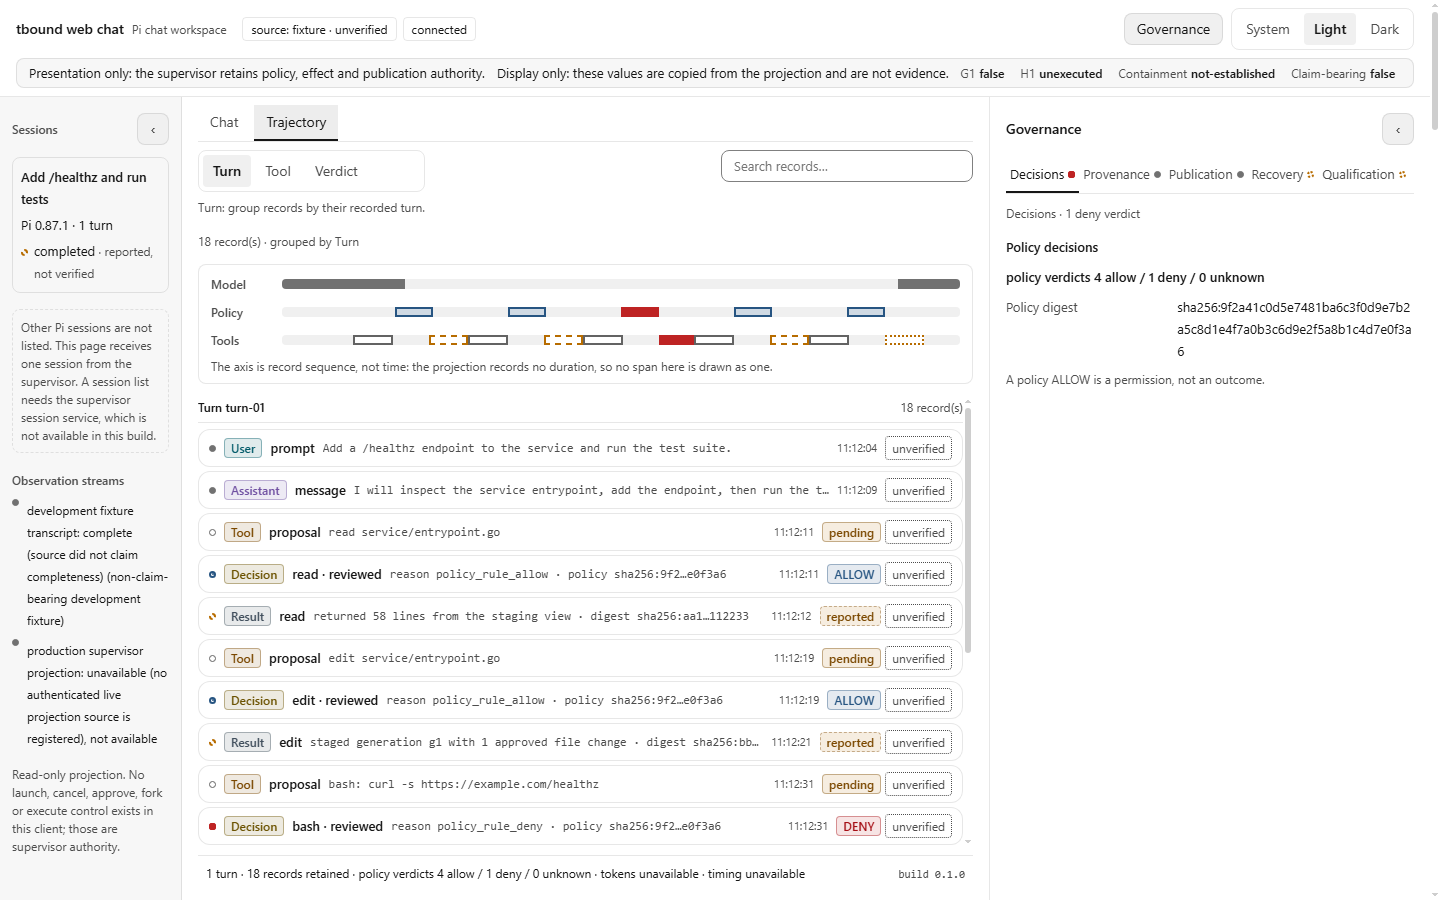 tbound web chat Pi chat workspace source: fixture · unverified connected Governance System Light Dark
Presentation only: the supervisor retains policy, effect and publication authority. Display only: these values are copied from the projection and are not evidence. G1 false H1 unexecuted Containment not-established Claim-bearing false
Sessions ‹
Add /healthz and run
tests
Pi 0.87.1 · 1 turn
completed · reported,
not verified
Other Pi sessions are not
listed. This page receives
one session from the
supervisor. A session list
needs the supervisor
session service, which is
not available in this build.
Observation streams
development fixture
transcript: complete
(source did not claim
completeness) (non-claim-
bearing development
fixture)
production supervisor
projection: unavailable (no
authenticated live
projection source is
registered), not available
Read-only projection. No
launch, cancel, approve, fork
or execute control exists in
this client; those are
supervisor authority.
Chat Trajectory
Turn Tool Verdict Search records...
Turn: group records by their recorded turn.
18 record(s) · grouped by Turn
Model
Policy
Tools
The axis is record sequence, not time: the projection records no duration, so no span here is drawn as one.
Turn turn-01 18 record(s)
User prompt Add a /healthz endpoint to the service and run the test suite. 11:12:04 unverified
Assistant message I will inspect the service entrypoint, add the endpoint, then run the t… 11:12:09 unverified
Tool proposal read service/entrypoint.go 11:12:11 pending unverified
Decision read · reviewed reason policy_rule_allow · policy sha256:9f2…e0f3a6 11:12:11 ALLOW unverified
Result read returned 58 lines from the staging view · digest sha256:aa1…112233 11:12:12 reported unverified
Tool proposal edit service/entrypoint.go 11:12:19 pending unverified
Decision edit · reviewed reason policy_rule_allow · policy sha256:9f2…e0f3a6 11:12:19 ALLOW unverified
Result edit staged generation g1 with 1 approved file change · digest sha256:bb… 11:12:21 reported unverified
Tool proposal bash: curl -s https://example.com/healthz 11:12:31 pending unverified
Decision bash · reviewed reason policy_rule_deny · policy sha256:9f2…e0f3a6 11:12:31 DENY unverified
1 turn · 18 records retained · policy verdicts 4 allow / 1 deny / 0 unknown · tokens unavailable · timing unavailable build 0.1.0
Governance ‹
Decisions Provenance Publication Recovery Qualification
Decisions · 1 deny verdict
Policy decisions
policy verdicts 4 allow / 1 deny / 0 unknown
Policy digest sha256:9f2a41c0d5e7481ba6c3f0d9e7b2
a5c8d1e4f7a0b3c6d9e2f5a8b1c4d7e0f3a
6
A policy ALLOW is a permission, not an outcome.